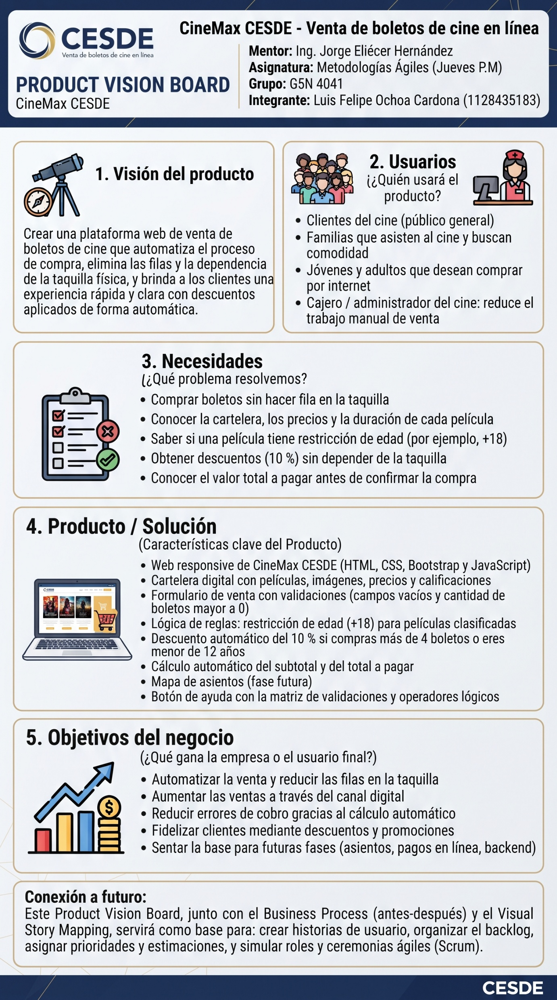 CESDE
Venta de boletos de cine en línea
PRODUCT VISION BOARD
CineMax CESDE
CineMax CESDE - Venta de boletos de cine en línea
Mentor: Ing. Jorge Eliécer Hernández
Asignatura: Metodologías Ágiles (Jueves P.M)
Grupo: G5N 4041
Integrante: Luis Felipe Ochoa Cardona (1128435183)
1. Visión del producto
Crear una plataforma web de venta de
boletos de cine que automatiza el proceso
de compra, elimina las filas y la dependencia
de la taquilla física, y brinda a los clientes una
experiencia rápida y clara con descuentos
aplicados de forma automática.
2. Usuarios
(¿Quién usará el
producto?
• Clientes del cine (público general)
• Familias que asisten al cine y buscan
comodidad
• Jóvenes y adultos que desean comprar
por internet
• Cajero / administrador del cine: reduce el
trabajo manual de venta
3. Necesidades
(¿Qué problema resolvemos?
• Comprar boletos sin hacer fila en la taquilla
• Conocer la cartelera, los precios y la duración de cada película
• Saber si una película tiene restricción de edad (por ejemplo, +18)
• Obtener descuentos (10 %) sin depender de la taquilla
• Conocer el valor total a pagar antes de confirmar la compra
4. Producto / Solución
(Características clave del Producto)
CESDE
• Web responsive de CineMax CESDE (HTML, CSS, Bootstrap y JavaScript)
• Cartelera digital con películas, imágenes, precios y calificaciones
• Formulario de venta con validaciones (campos vacíos y cantidad de
boletos mayor a 0)
• Lógica de reglas: restricción de edad (+18) para películas clasificadas
• Descuento automático del 10 % si compras más de 4 boletos o eres
menor de 12 años
• Cálculo automático del subtotal y del total a pagar
• Mapa de asientos (fase futura)
• Botón de ayuda con la matriz de validaciones y operadores lógicos
5. Objetivos del negocio
(¿Qué gana la empresa o el usuario final?)
$
• Automatizar la venta y reducir las filas en la taquilla
• Aumentar las ventas a través del canal digital
• Reducir errores de cobro gracias al cálculo automático
• Fidelizar clientes mediante descuentos y promociones
• Sentar la base para futuras fases (asientos, pagos en línea, backend)
Conexión a futuro:
Este Product Vision Board, junto con el Business Process (antes-después) y el Visual
Story Mapping, servirá como base para: crear historias de usuario, organizar el backlog,
asignar prioridades y estimaciones, y simular roles y ceremonias ágiles (Scrum).
CESDE